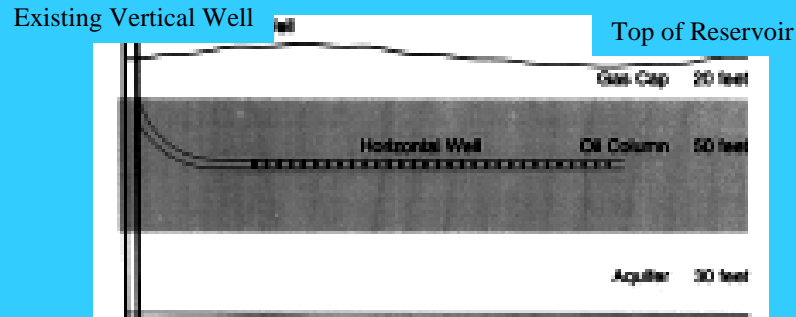 Existing Vertical Well
Top of Reservoir
Gas Cap 20 feet
Horizontal Well Oil Column 50 feet
Aquifer 30 feet